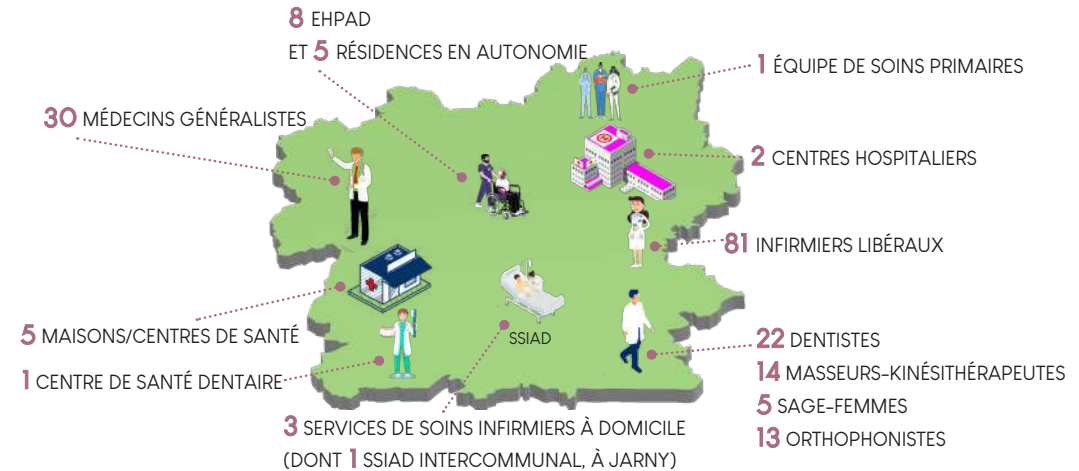 8 EHPAD
ET 5 RÉSIDENCES EN AUTONOMIE
1 ÉQUIPE DE SOINS PRIMAIRES
30 MÉDECINS GÉNÉRALISTES
2 CENTRES HOSPITALIERS
81 INFIRMIERS LIBÉRAUX
5 MAISONS/CENTRES DE SANTÉ
SSIAD
1 CENTRE DE SANTÉ DENTAIRE
22 DENTISTES
14 MASSEURS-KINÉSITHÉRAPEUTES
5 SAGE-FEMMES
13 ORTHOPHONISTES
3 SERVICES DE SOINS INFIRMIERS À DOMICILE
(DONT 1 SSIAD INTERCOMMUNAL, À JARNY)